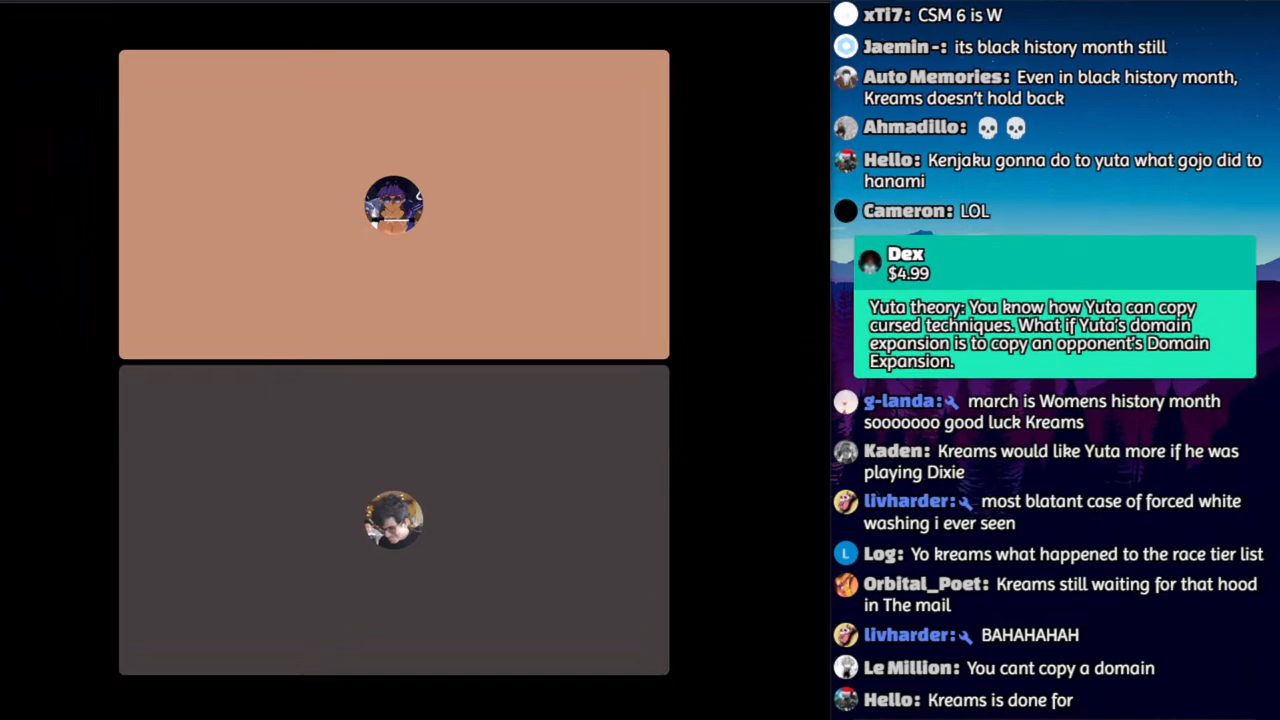 xTi7: CSM 6 is W
Jaemin -: its black history month still
Auto Memories: Even in black history month,
Kreams doesn't hold back
Ahmadillo: 💀 💀
Hello: Kenjaku gonna do to yuta what gojo did to
hanami
Cameron: LOL
Dex
$4.99
Yuta theory: You know how Yuta can copy
cursed techniques. What if Yuta's domain
expansion is to copy an opponent's Domain
Expansion.
g-landa: march is Womens history month
sooooooo good luck Kreams
Kaden: Kreams would like Yuta more if he was
playing Dixie
livharder: most blatant case of forced white
washing i ever seen
L Log: Yo kreams what happened to the race tier list
Orbital_Poet: Kreams still waiting for that hood
in The mail
livharder: BAHAHAHAH
Le Million: You cant copy a domain
Hello: Kreams is done for